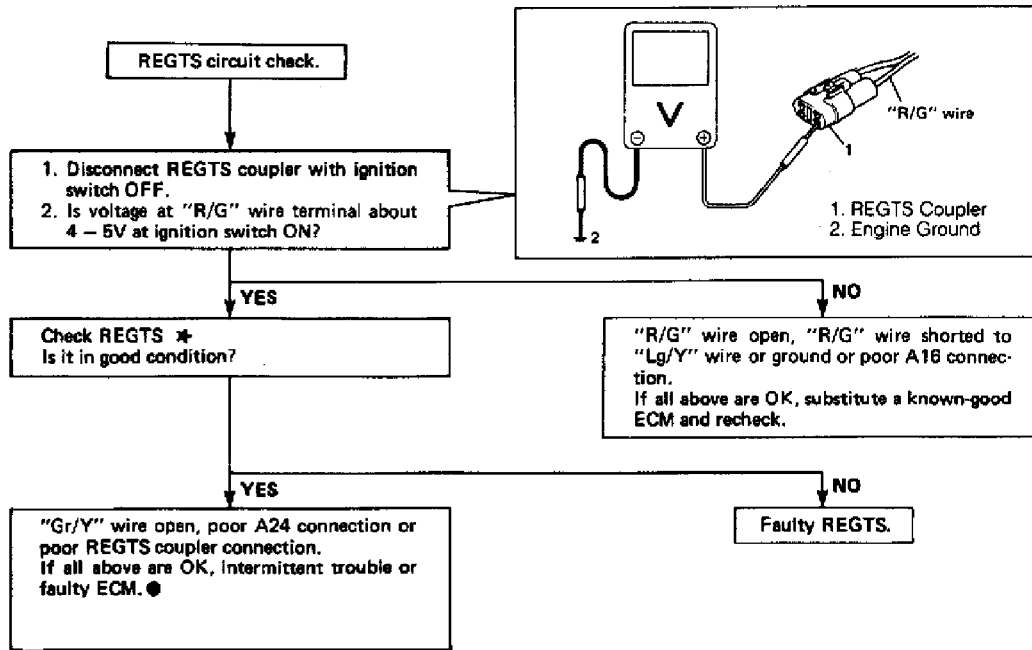 REGTS circuit check.
1. Disconnect REGTS coupler with ignition
switch OFF.
2. Is voltage at "R/G" wire terminal about
4 – 5V at ignition switch ON?
V
"R/G" wire
1
2
1. REGTS Coupler
2. Engine Ground
YES
NO
Check REGTS *
Is it in good condition?
"R/G" wire open, "R/G" wire shorted to
"Lg/Y" wire or ground or poor A16 connec-
tion.
If all above are OK, substitute a known-good
ECM and recheck.
YES
NO
"Gr/Y" wire open, poor A24 connection or
poor REGTS coupler connection.
If all above are OK, intermittent trouble or
faulty ECM. ●
Faulty REGTS.